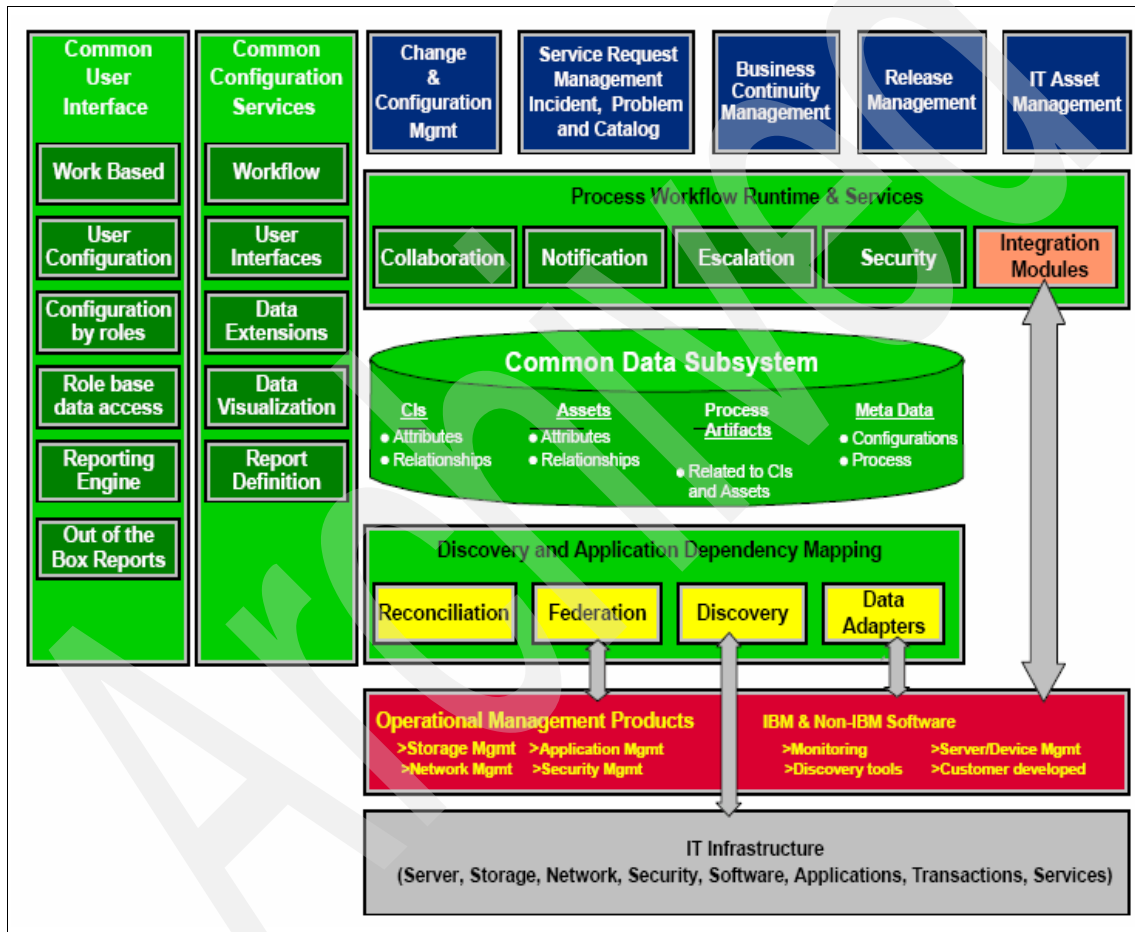 Common
User
Interface
Work Based
User
Configuration
Configuration
by roles
Role base
data access
Reporting
Engine
Out of the
Box Reports
Common
Configuration
Services
Workflow
User
Interfaces
Data
Extensions
Data
Visualization
Report
Definition
Change
&
Configuration
Mgmt
Service Request
Management
Incident, Problem
and Catalog
Business
Continuity
Management
Release
Management
IT Asset
Management
Process Workflow Runtime & Services
Collaboration
Notification
Escalation
Security
Integration
Modules
Common Data Subsystem
CIs
● Attributes
● Relationships
Assets
● Attributes
● Relationships
Process
Artifacts
● Related to CIs
and Assets
Meta Data
● Configurations
● Process
Discovery and Application Dependency Mapping
Reconciliation
Federation
Discovery
Data
Adapters
Operational Management Products
>Storage Mgmt >Application Mgmt
>Network Mgmt >Security Mgmt
IBM & Non-IBM Software
>Monitoring >Server/Device Mgmt
>Discovery tools >Customer developed
IT Infrastructure
(Server, Storage, Network, Security, Software, Applications, Transactions, Services)
Archived